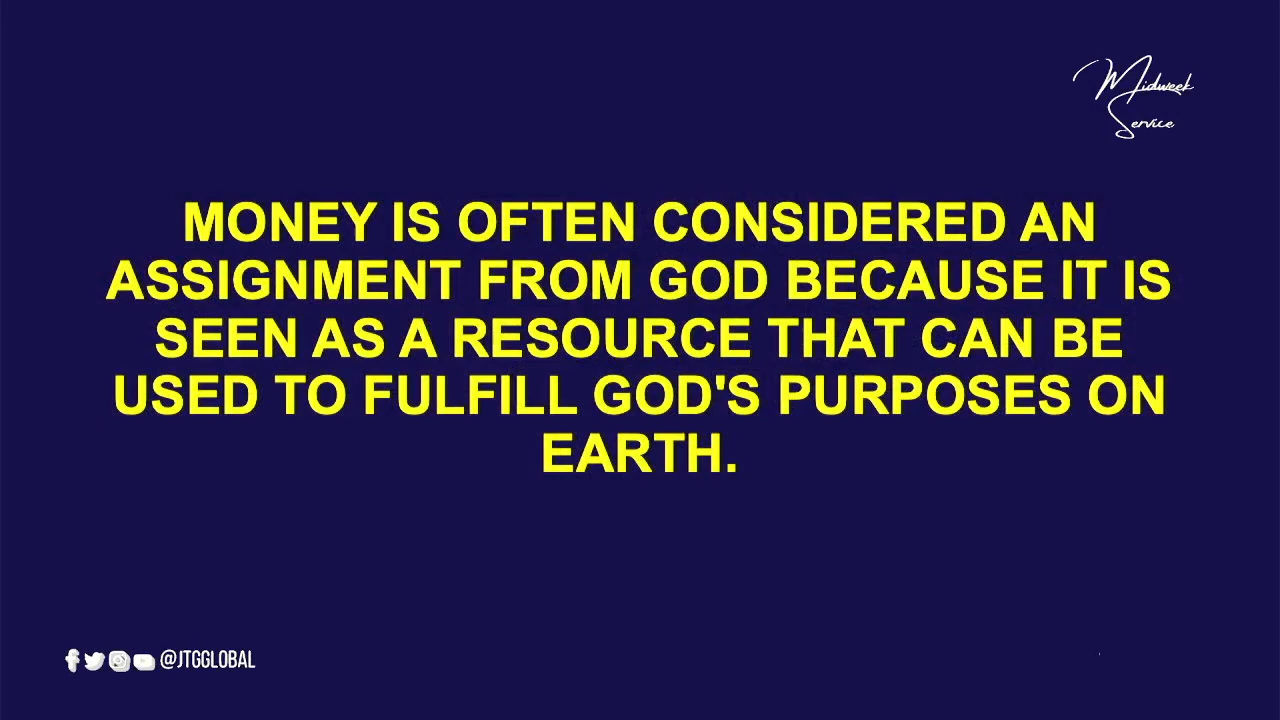 Midweek
Service
MONEY IS OFTEN CONSIDERED AN
ASSIGNMENT FROM GOD BECAUSE IT IS
SEEN AS A RESOURCE THAT CAN BE
USED TO FULFILL GOD'S PURPOSES ON
EARTH.
@JTGGLOBAL